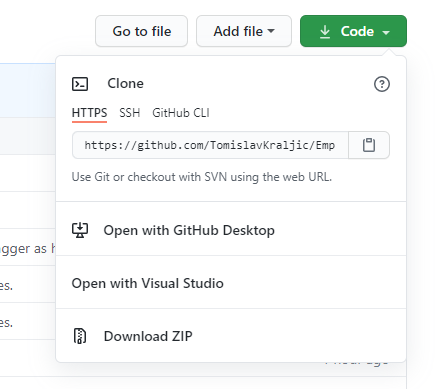 Go to file
Add file
Code
Clone
HTTPS SSH GitHub CLI
https://github.com/TomislavKraljic/Emp
Use Git or checkout with SVN using the web URL.
Open with GitHub Desktop
gger as
es.
Open with Visual Studio
es.
Download ZIP
hour ago